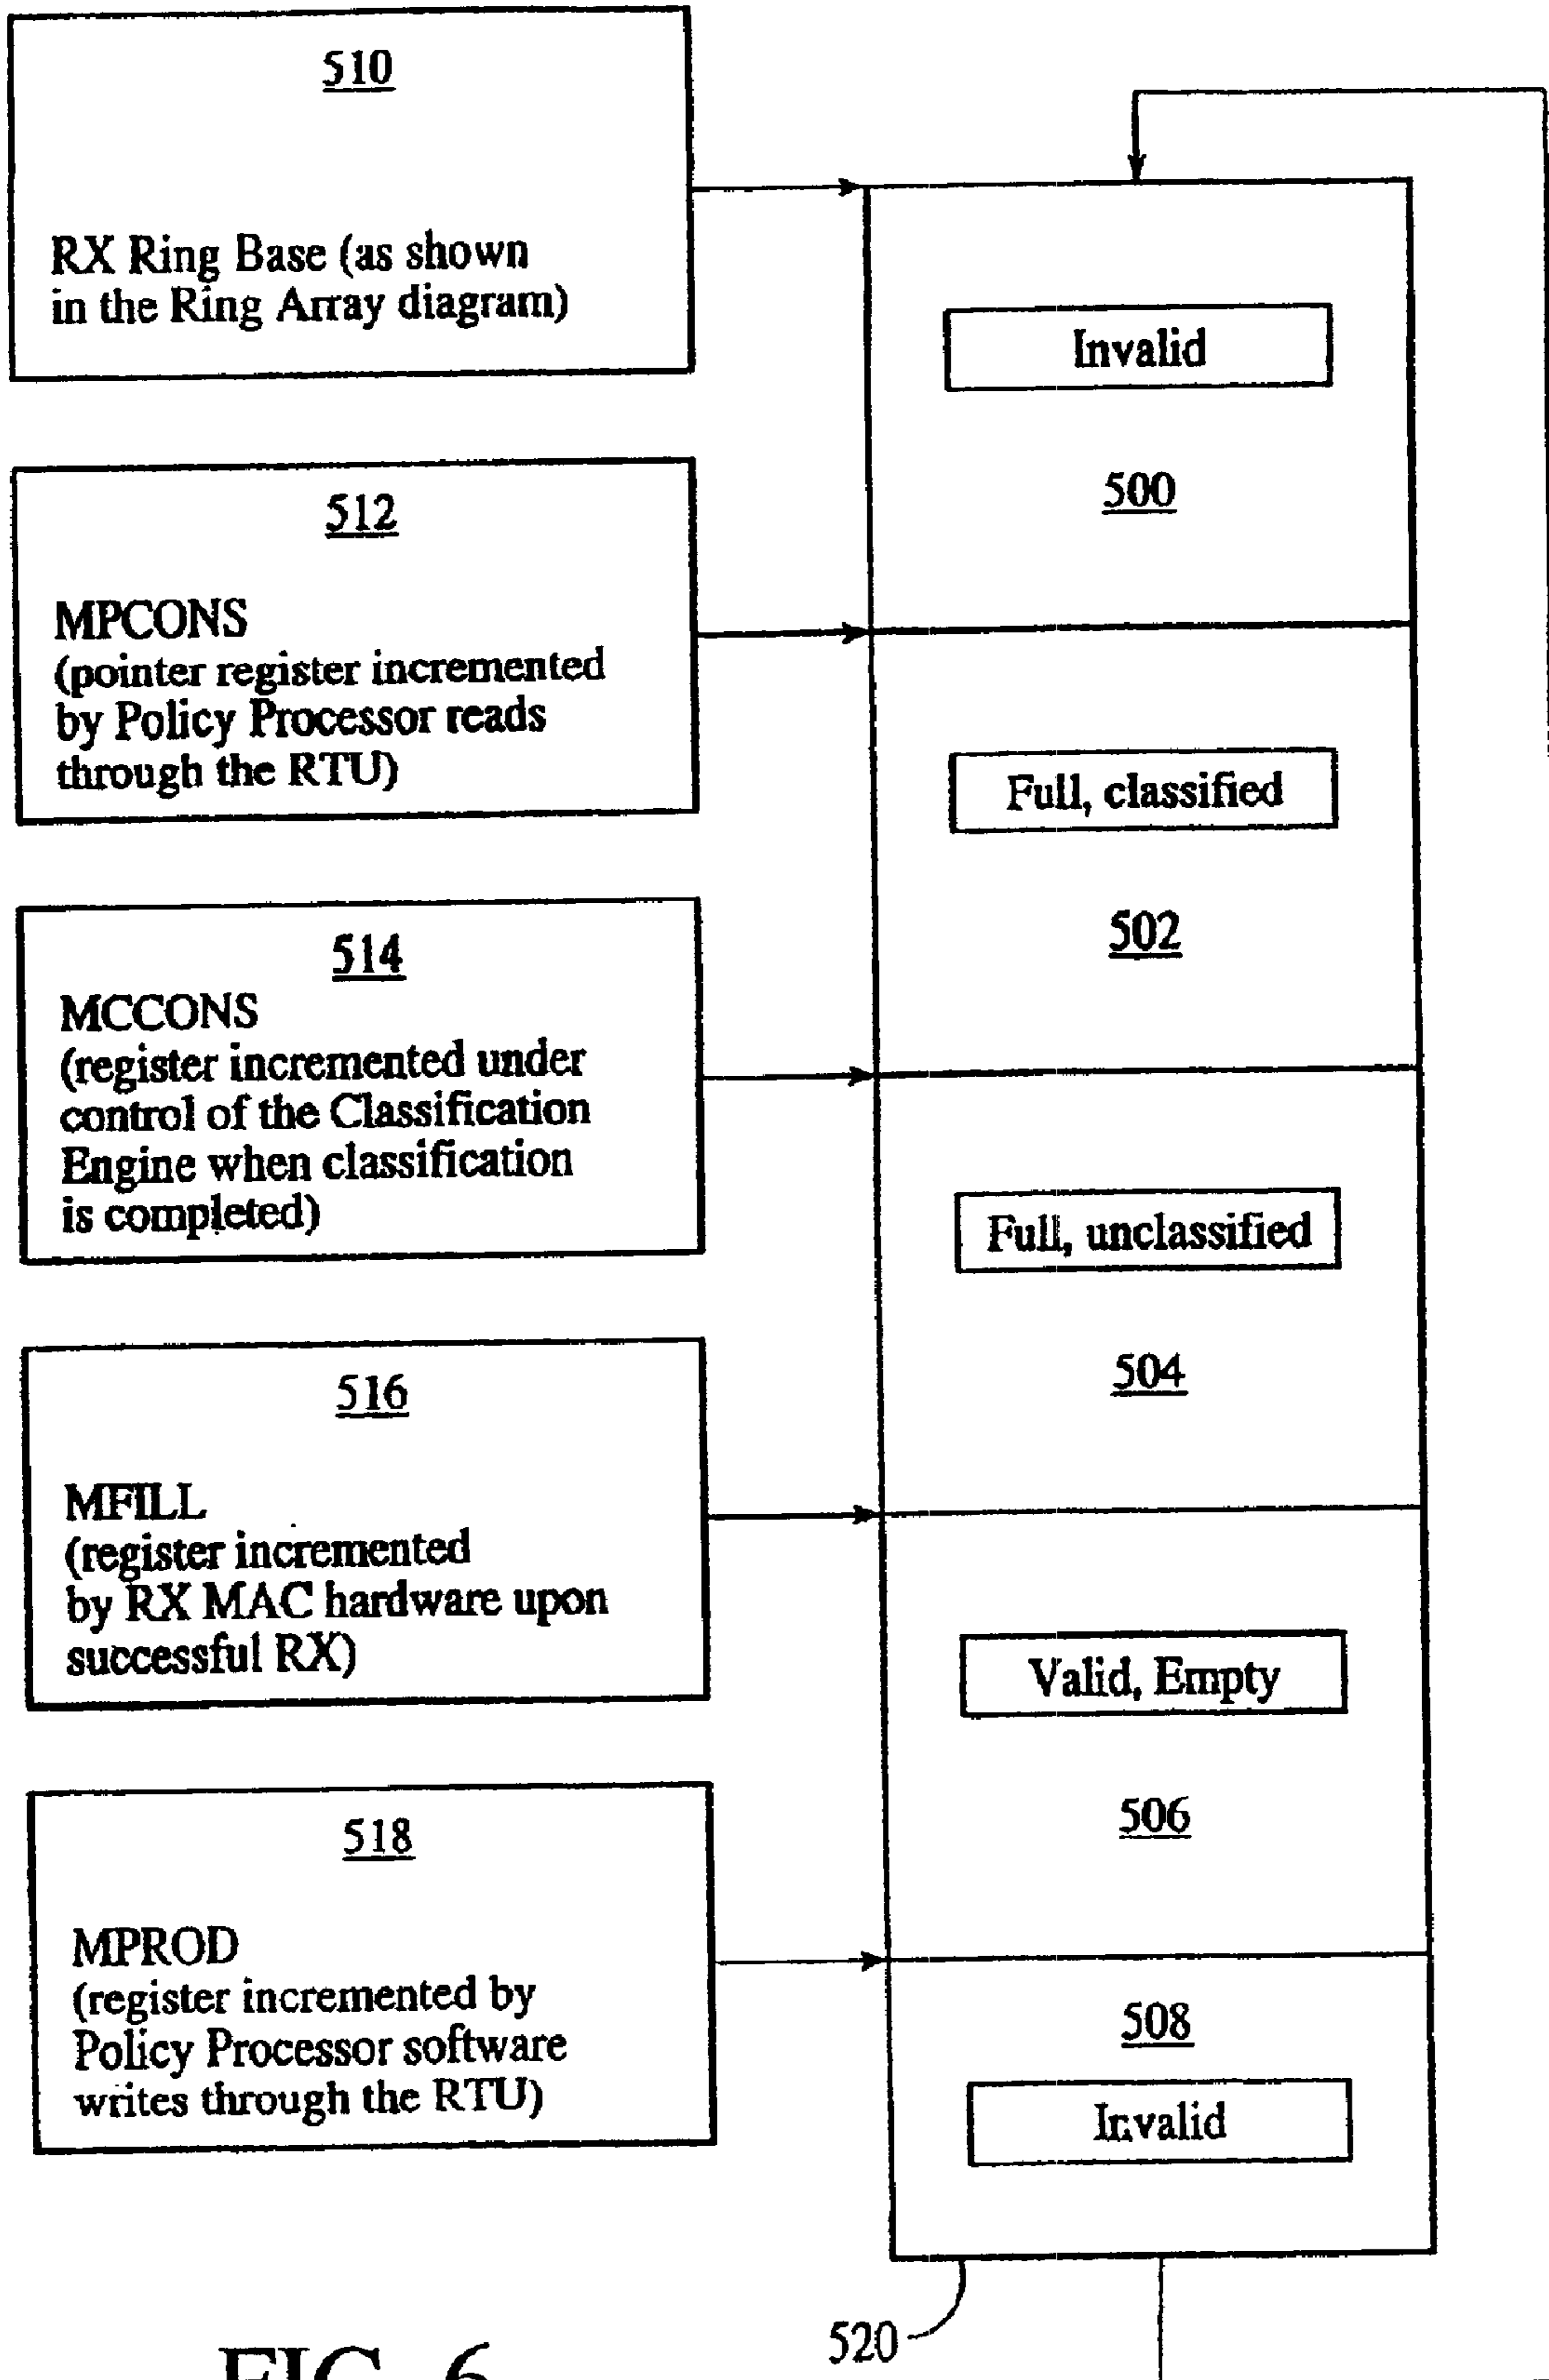 510
RX Ring Base (as shown
in the Ring Array diagram)
Invalid
500
512
MPCONS
(pointer register incremented
by Policy Processor reads
through the RTU)
Full, classified
502
514
MCCONS
(register incremented under
control of the Classification
Engine when classification
is completed)
Full, unclassified
504
516
MFILL
(register incremented
by RX MAC hardware upon
successful RX)
Valid, Empty
506
518
MPROD
(register incremented by
Policy Processor software
writes through the RTU)
508
Invalid
520
FIG. 6